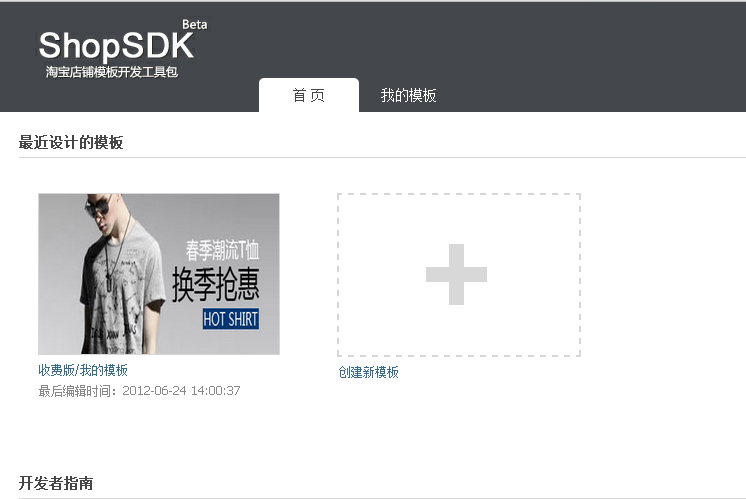 Beta
ShopSDK
淘宝店铺模板开发工具包
首 页
我的模板
最近设计的模板
春季潮流T恤
换季抢惠
HOT SHIRT
收费版/我的模板
最后编辑时间：2012-06-24 14:00:37
创建新模板
开发者指南